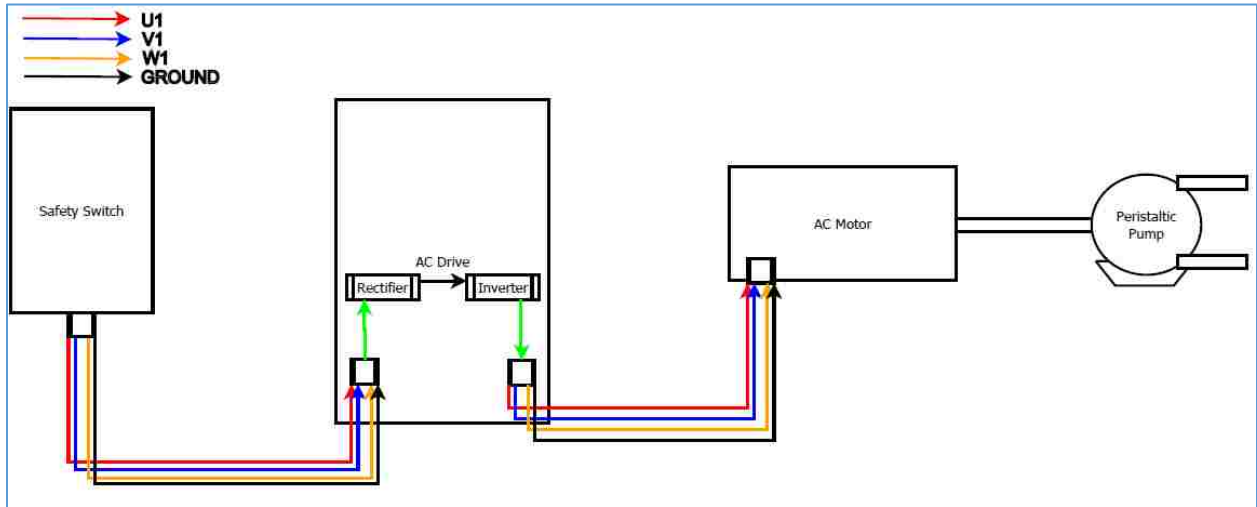 U1
V1
W1
GROUND
Safety Switch
AC Drive
Rectifier
Inverter
AC Motor
Peristaltic
Pump